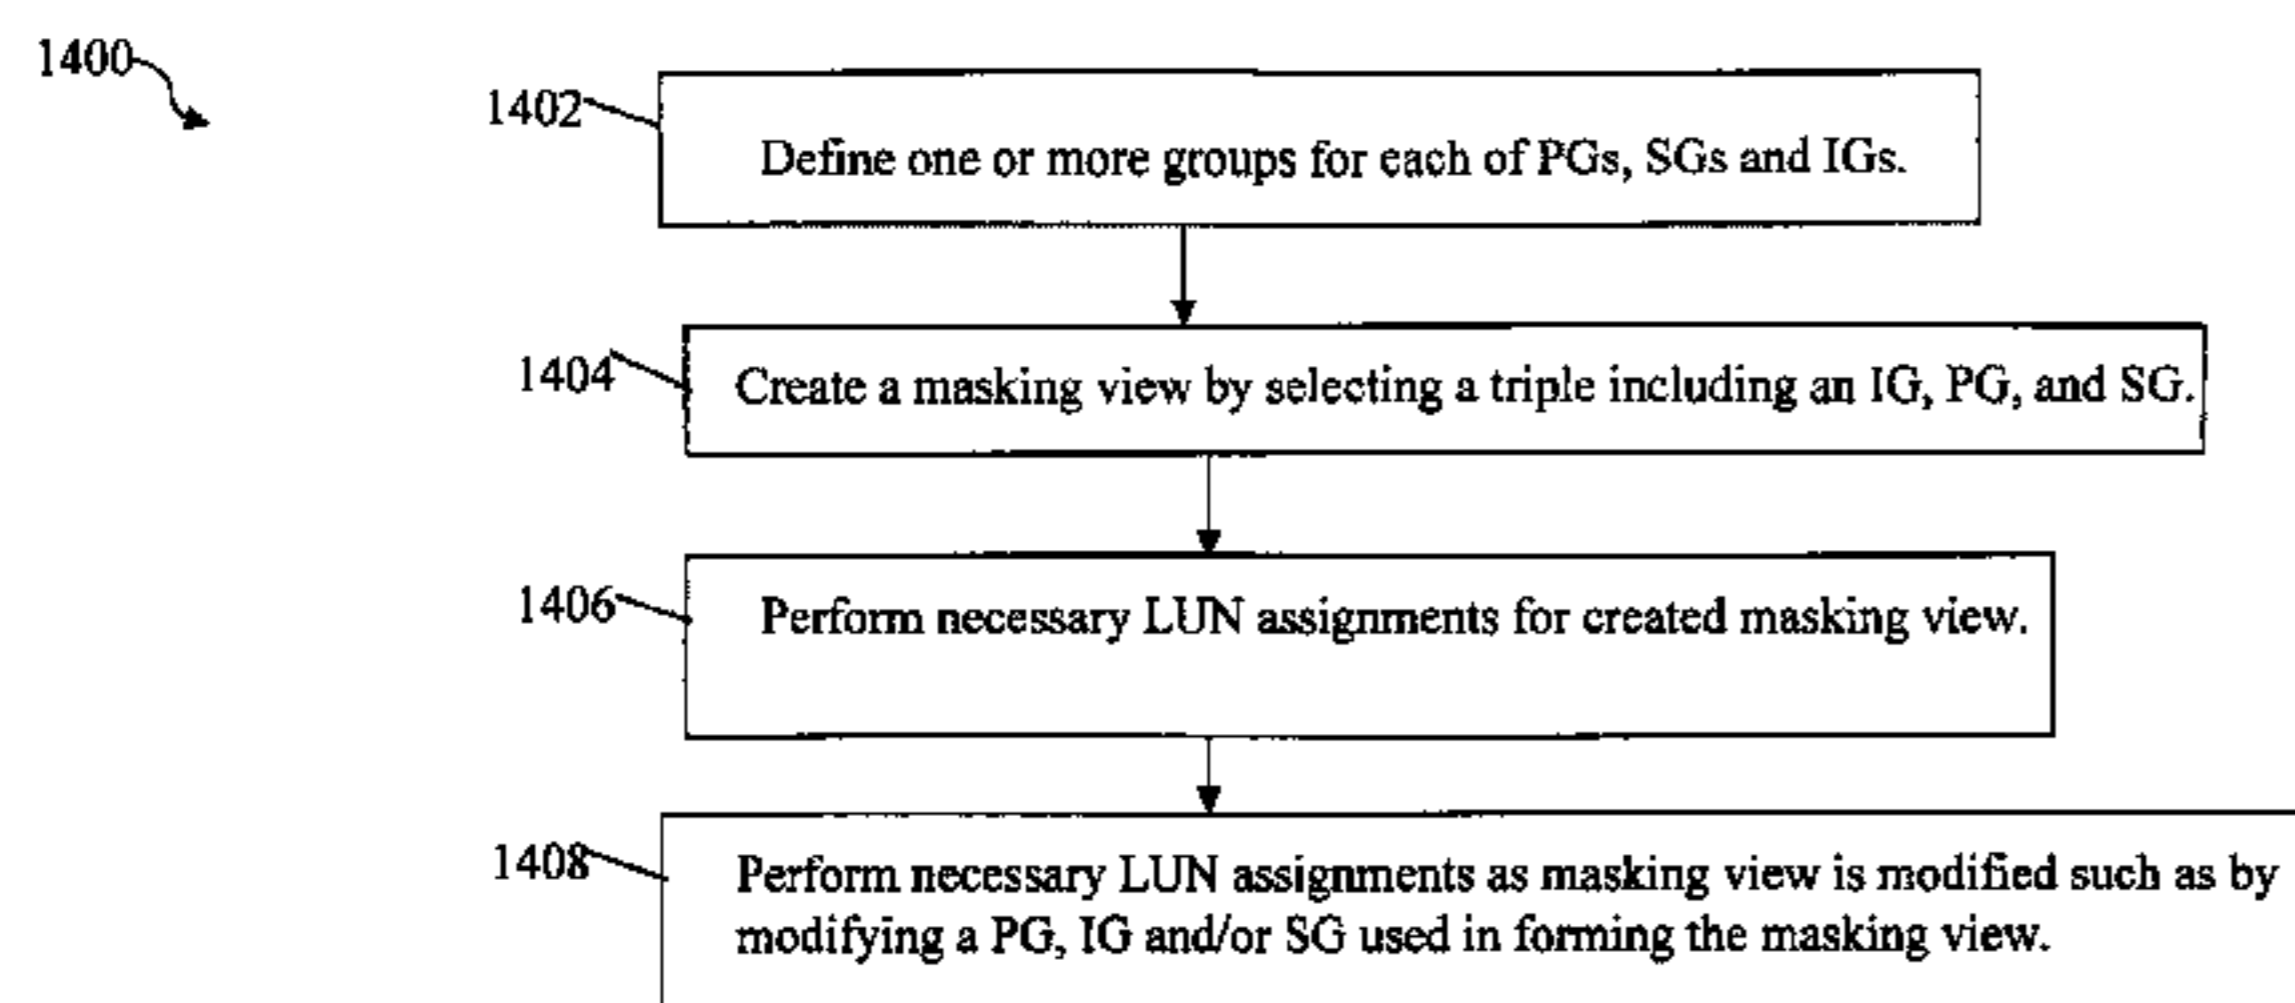 1400
1402
Define one or more groups for each of PGs, SGs and IGs.
1404
Create a masking view by selecting a triple including an IG, PG, and SG.
1406
Perform necessary LUN assignments for created masking view.
1408
Perform necessary LUN assignments as masking view is modified such as by
modifying a PG, IG and/or SG used in forming the masking view.